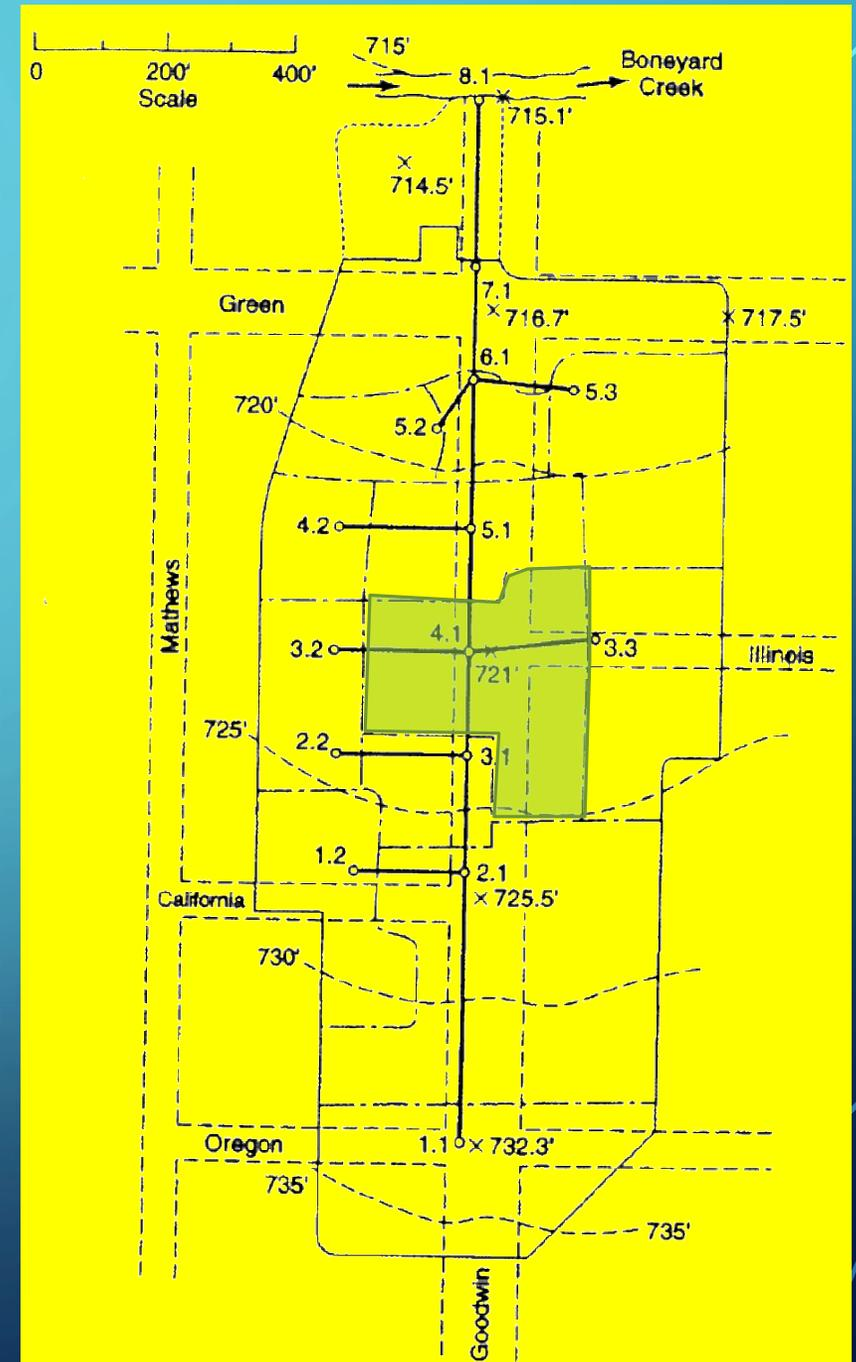 715'
8.1
Boneyard
Creek
0 200' 400'
Scale
715.1'
714.5'
Green
7.1
716.7'
717.5'
6.1
720'
5.3
5.2
4.2
5.1
Mathews
4.1
3.2
3.3
721'
Illinois
725'
2.2
3.1
1.2
2.1
California
725.5'
730'
Oregon
1.1
732.3'
735'
735'
Goodwin